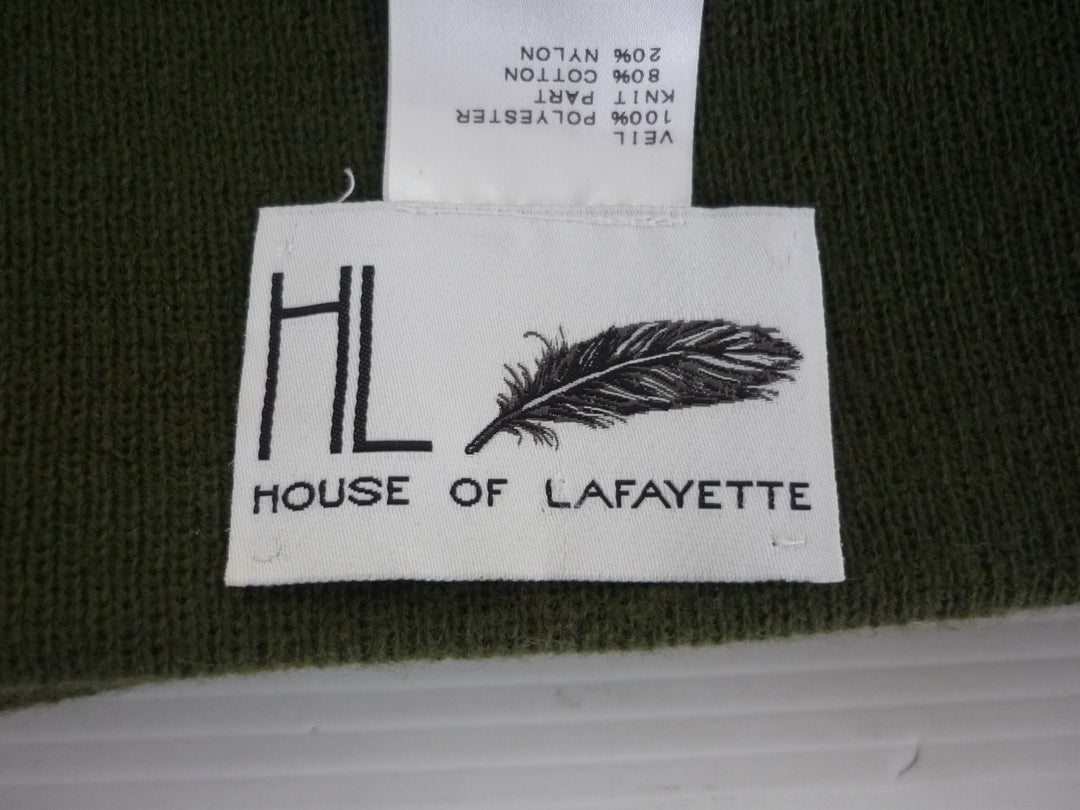 VEIL
100% POLYESTER
KNIT PART
80% COTTON
20% NYLON
HL
HOUSE OF LAFAYETTE